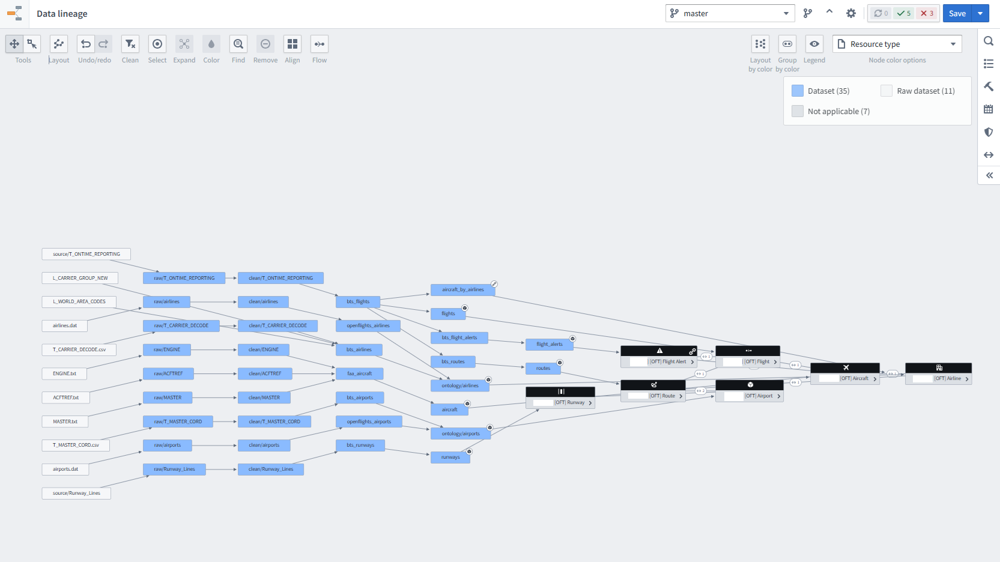 Data lineage
master
0
5
3
Save
Tools
Layout
Undo/redo
Clean
Select
Expand
Color
Find
Remove
Align
Flow
Layout
by color
Group
by color
Legend
Resource type
Node color options
Dataset (35)
Raw dataset (11)
Not applicable (7)
source/T_ONTIME_REPORTING
L_CARRIER_GROUP_NEW
L_WORLD_AREA_CODES
airlines.dat
T_CARRIER_DECODE.csv
ENGINE.txt
ACFTREF.txt
MASTER.txt
T_MASTER_CORD.csv
airports.dat
source/Runway_Lines
raw/T_ONTIME_REPORTING
raw/airlines
raw/T_CARRIER_DECODE
raw/ENGINE
raw/ACFTREF
raw/MASTER
raw/T_MASTER_CORD
raw/airports
raw/Runway_Lines
clean/T_ONTIME_REPORTING
clean/airlines
clean/T_CARRIER_DECODE
clean/ENGINE
clean/ACFTREF
clean/MASTER
clean/T_MASTER_CORD
clean/airports
clean/Runway_Lines
bts_flights
openflights_airlines
bts_airlines
faa_aircraft
bts_airports
openflights_airports
bts_runways
aircraft_by_airlines
flights
bts_flight_alerts
bts_routes
ontology/airlines
aircraft
ontology/airports
runways
flight_alerts
routes
[OFT] Runway
[OFT] Flight Alert
[OFT] Route
[OFT] Flight
[OFT] Airport
[OFT] Aircraft
[OFT] Airline
1
1
2
1
1
1